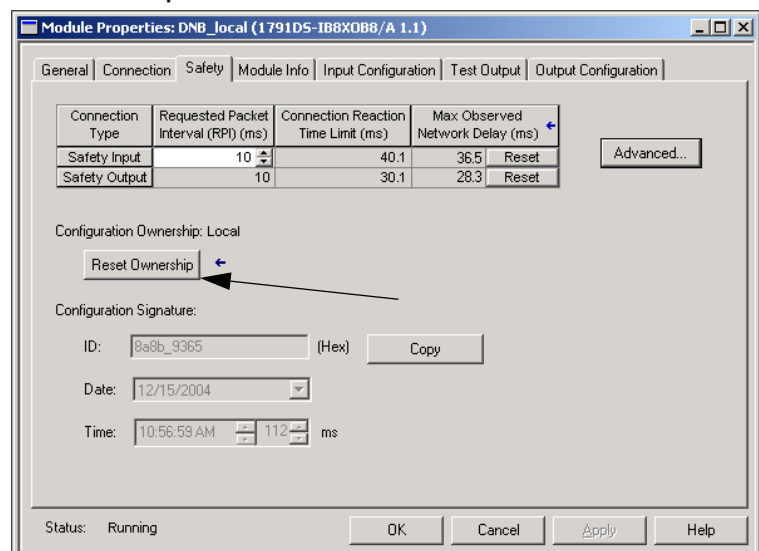 Module Properties: DNB_local (1791DS-IB8XOB8/A 1.1)
General Connection Safety Module Info Input Configuration Test Output Output Configuration
Connection Type Requested Packet Interval (RPI) (ms) Connection Reaction Time Limit (ms) Max Observed Network Delay (ms)
Safety Input 10 40.1 36.5 Reset
Safety Output 10 30.1 28.3 Reset
Advanced...
Configuration Ownership: Local
Reset Ownership
Configuration Signature:
ID: 8a8b_9365 (Hex) Copy
Date: 12/15/2004
Time: 10:56:59 AM 112 ms
Status: Running OK Cancel Apply Help